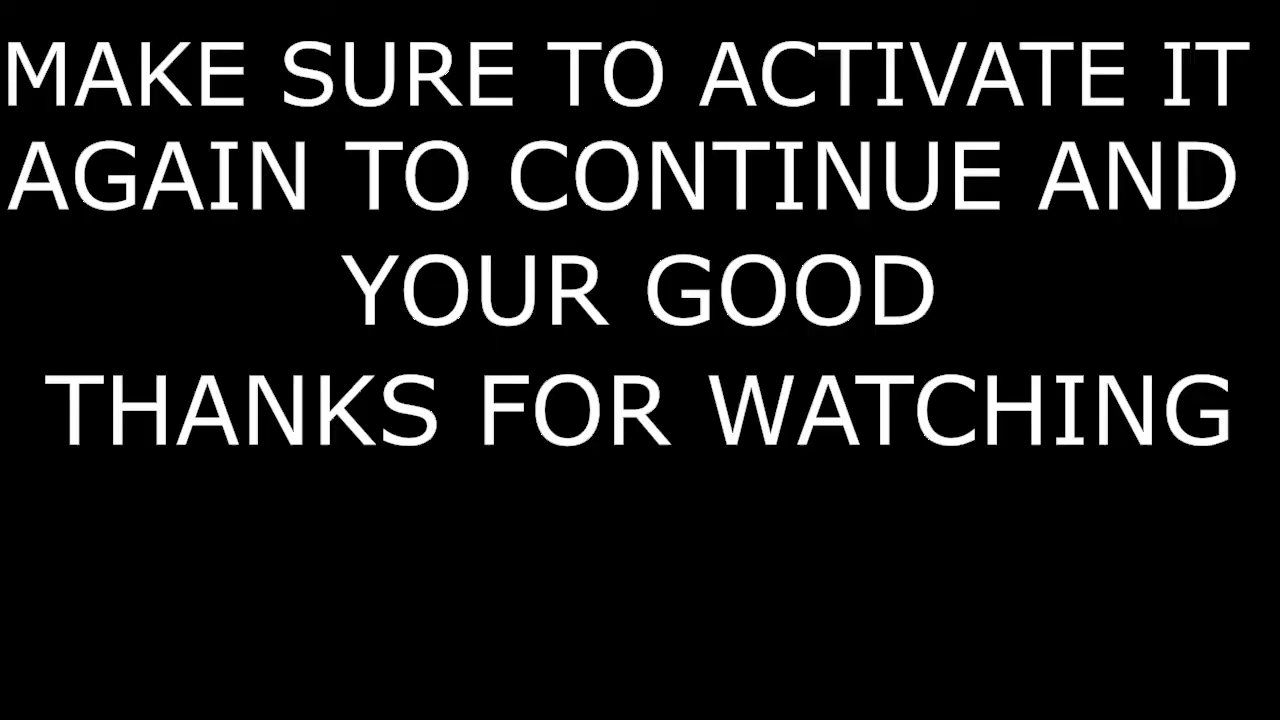 MAKE SURE TO ACTIVATE IT
AGAIN TO CONTINUE AND
YOUR GOOD
THANKS FOR WATCHING